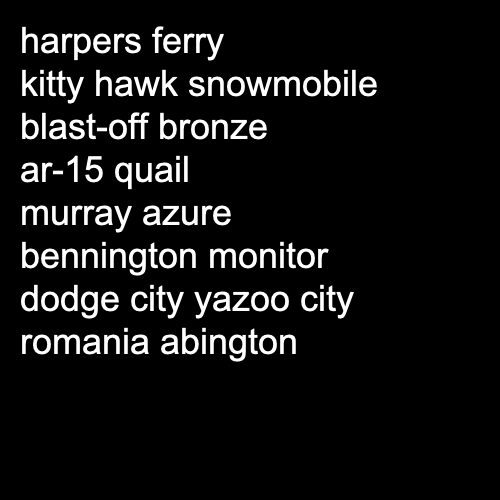 harpers ferry
kitty hawk snowmobile
blast-off bronze
ar-15 quail
murray azure
bennington monitor
dodge city yazoo city
romania abington